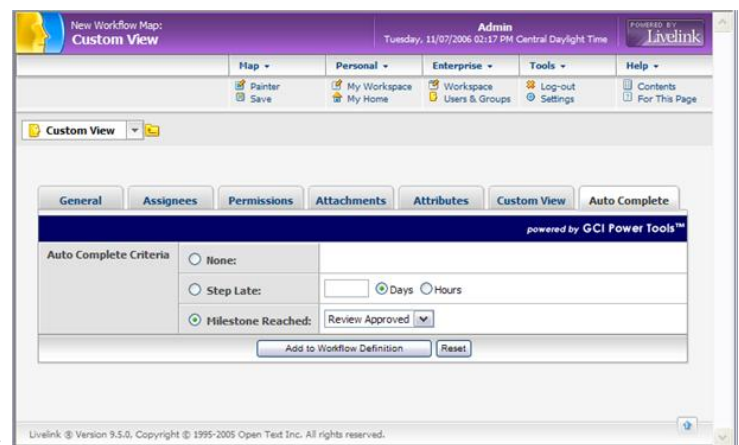 New Workflow Map:
Custom View
Admin
Tuesday, 11/07/2006 02:17 PM Central Daylight Time
POWERED BY
Livelink
Map Personal Enterprise Tools Help
Painter My Workspace Workspace Log-out Contents
Save My Home Users & Groups Settings For This Page
Custom View
General Assignees Permissions Attachments Attributes Custom View Auto Complete
powered by GCI Power Tools™
Auto Complete Criteria None:
Step Late: Days Hours
Milestone Reached: Review Approved
Add to Workflow Definition Reset
Livelink ® Version 9.5.0, Copyright © 1995-2005 Open Text Inc. All rights reserved.